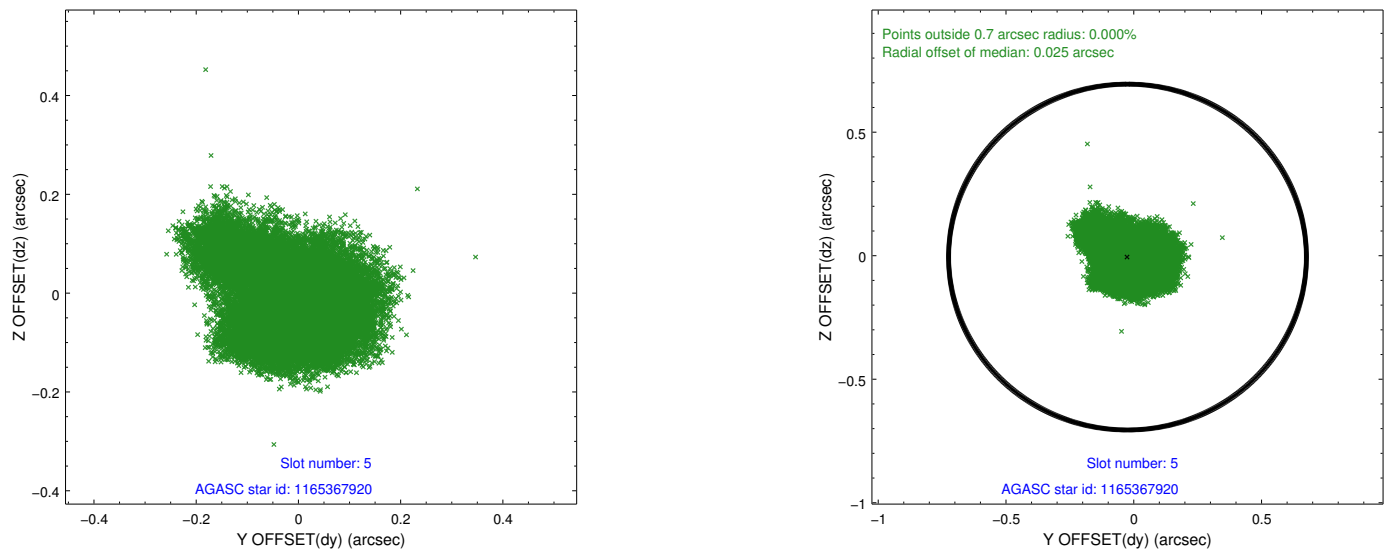 0.4
0.2
0
−0.2
−0.4
Z OFFSET(dz) (arcsec)
Slot number: 5
AGASC star id: 1165367920
−0.4
−0.2
0
0.2
0.4
Y OFFSET(dy) (arcsec)
Points outside 0.7 arcsec radius: 0.000%
Radial offset of median: 0.025 arcsec
0.5
0
−0.5
−1
Z OFFSET(dz) (arcsec)
Slot number: 5
AGASC star id: 1165367920
−1
−0.5
0
0.5
Y OFFSET(dy) (arcsec)